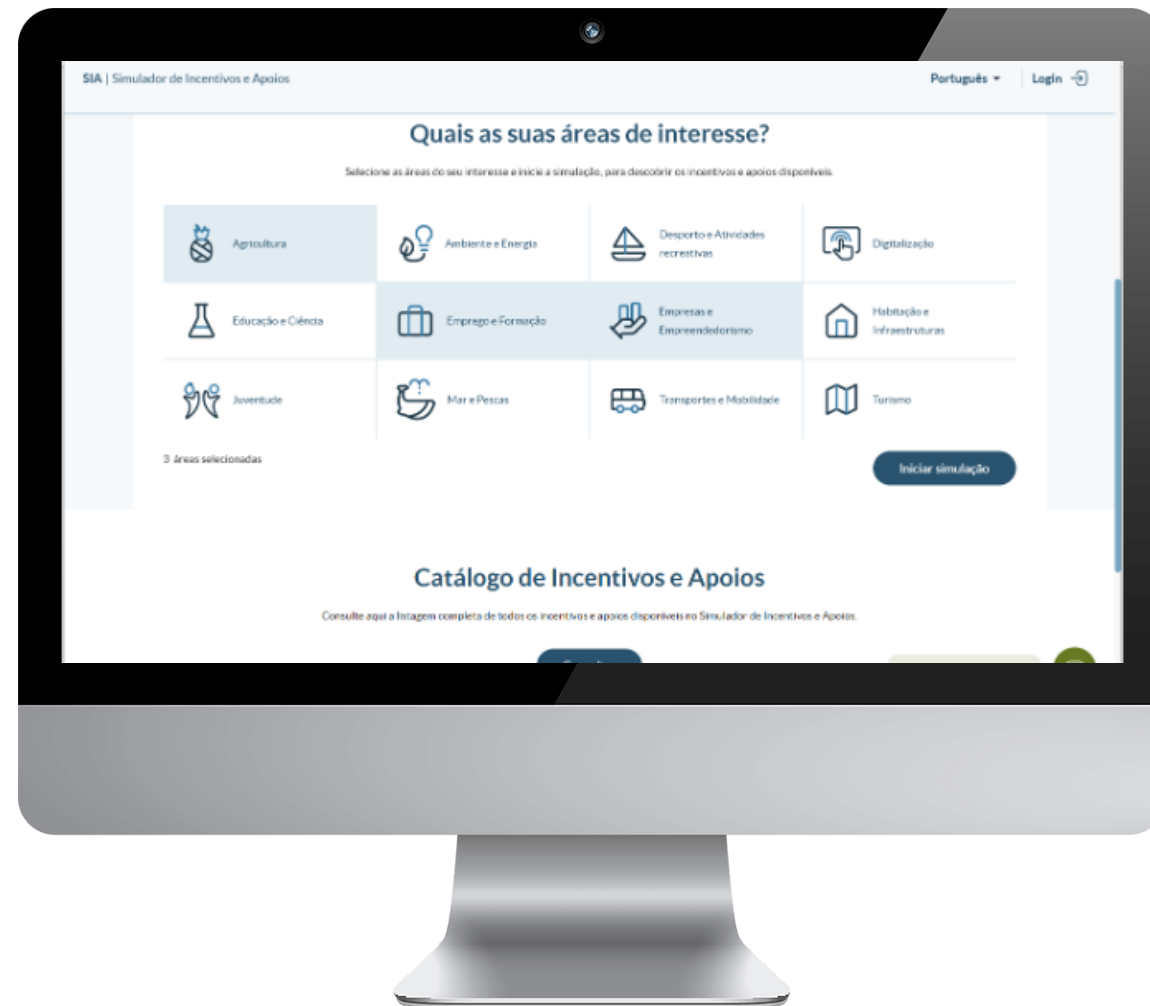 SIA | Simulador de Incentivos e Apoios
Português
Login
Quais as suas áreas de interesse?
Selecione as áreas do seu interesse e inicie a simulação, para descobrir os incentivos e apoios disponíveis.
Agricultura
Ambiente e Energia
Desporto e Atividades
recreativas
Digitalização
Educação e Ciência
Emprego e Formação
Empresas e
Empreendedorismo
Habitação e
Infraestruturas
Juventude
Mar e Pescas
Transportes e Mobilidade
Turismo
3 áreas selecionadas
Iniciar simulação
Catálogo de Incentivos e Apoios
Consulte aqui a listagem completa de todos os incentivos e apoios disponíveis no Simulador de Incentivos e Apoios.